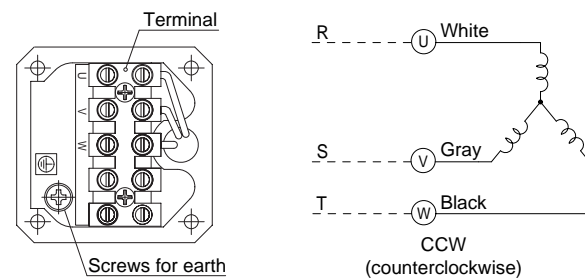 Terminal
U
V
W
Screws for earth
R
U
White
S
V
Gray
T
W
Black
CCW
(counterclockwise)